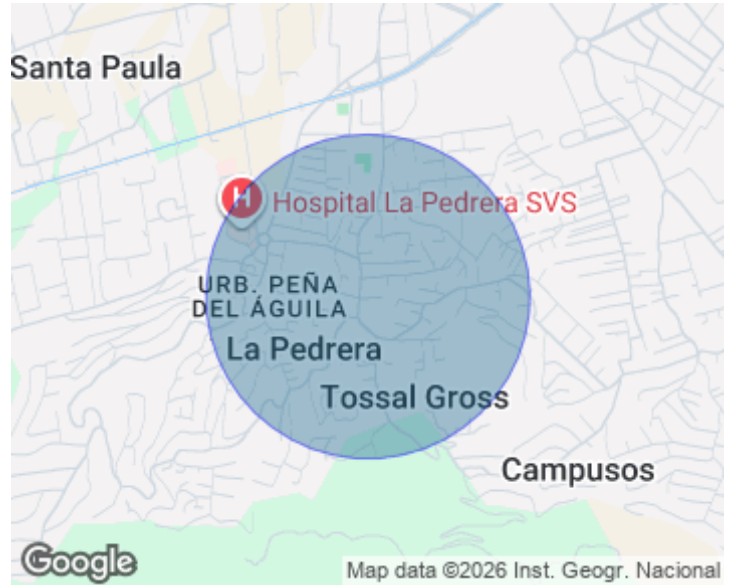 Santa Paula
H
Hospital La Pedrera SVS
URB. PEÑA
DEL ÁGUILA
La Pedrera
Tossal Gross
Campusos
Google
Map data ©2026 Inst. Geogr. Nacional